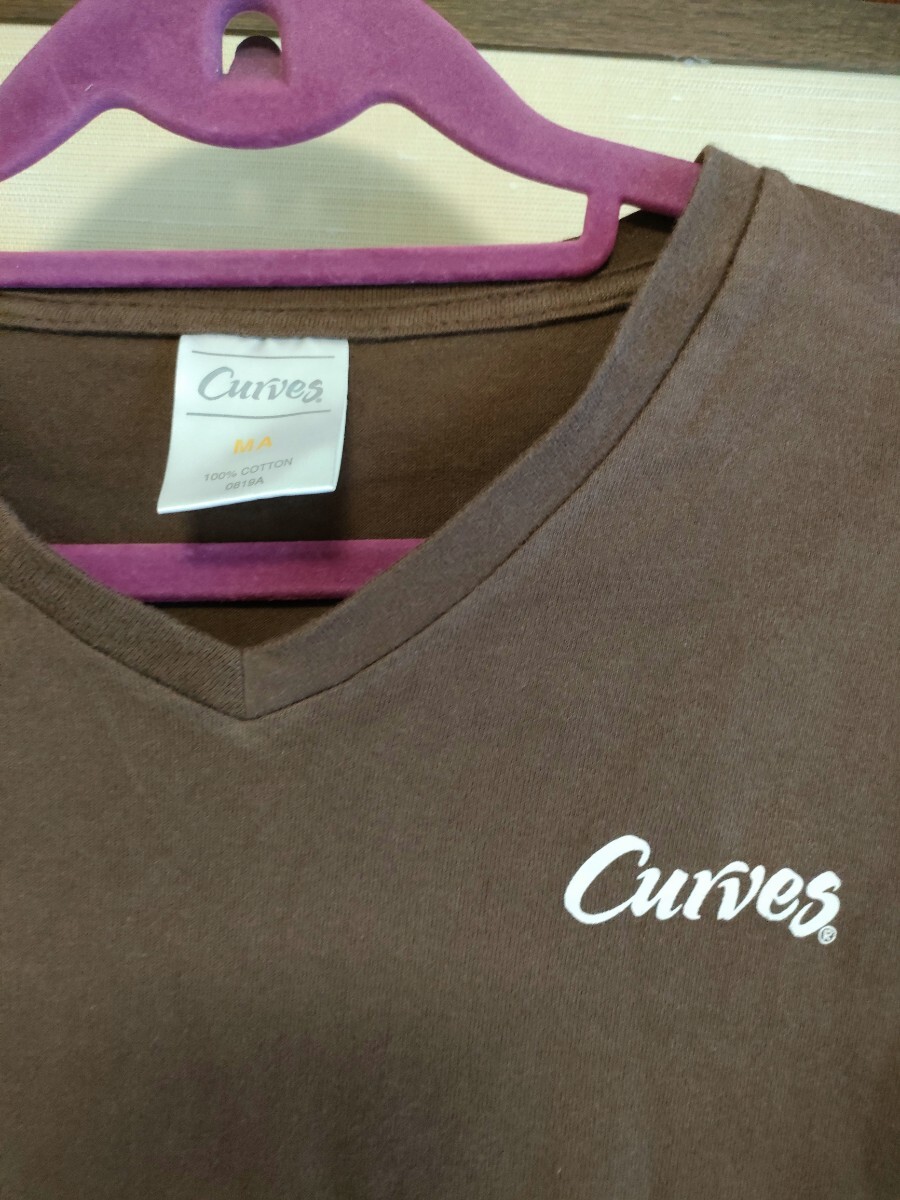 Curves
MA
100% COTTON
0819A
Curves®